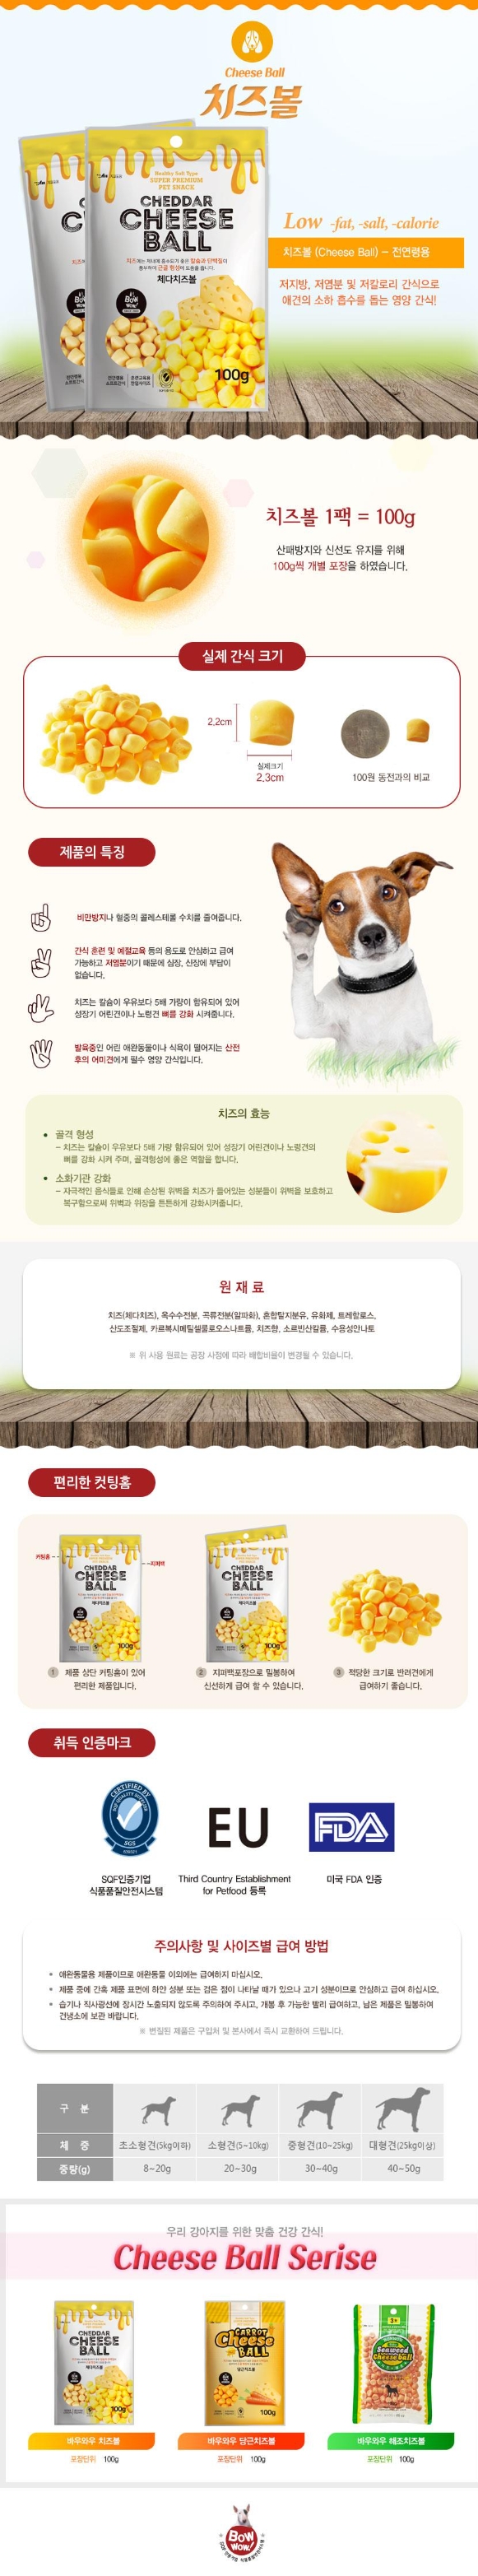 Cheese Ball
치즈볼
Healthy Soft Type
SUPER PREMIUM
PET SNACK
CHEDDAR
CHEESE
BALL
체다치즈볼
100g
Low -fat, -salt, -calorie
치즈볼 (Cheese Ball) - 전연령용
저지방, 저염분 및 저칼로리 간식으로
애견의 소화 흡수를 돕는 영양 간식!
치즈볼 1팩 = 100g
산패방지와 신선도 유지를 위해
100g씩 개별 포장을 하였습니다.
실제 간식 크기
2.2cm
실제크기
2.3cm
100원 동전과의 비교
제품의 특징
비만방지나 혈중의 콜레스테롤 수치를 줄여줍니다.
간식 훈련 및 예절교육 등의 용도로 안심하고 급여
가능하고 저염분이기 때문에 심장, 신장에 부담이
없습니다.
치즈는 칼슘이 우유보다 5배 가량이 함유되어 있어
성장기 어린견이나 노령견 뼈를 강화 시켜줍니다.
발육중인 어린 애완동물이나 식욕이 떨어지는 산전
후의 어미견에게 필수 영양 간식입니다.
치즈의 효능
• 골격 형성
- 치즈는 칼슘이 우유보다 5배 가량 함유되어 있어 성장기 어린견이나 노령견의
뼈를 강화 시켜 주며, 골격형성에 좋은 역할을 합니다.
• 소화기관 강화
- 자극적인 음식들로 인해 손상된 위벽을 치즈가 들어있는 성분들이 위벽을 보호하고
복구함으로써 위벽과 위장을 튼튼하게 강화시켜줍니다.
원 재 료
치즈(체다치즈), 옥수수전분, 곡류전분(알파화), 혼합탈지분유, 유화제, 트레할로스,
산도조절제, 카르복시메틸셀룰로오스나트륨, 치즈향, 소르빈산칼륨, 수용성안나토
※ 위 사용 원료는 공장 사정에 따라 배합비율이 변경될 수 있습니다.
편리한 컷팅홈
커팅홈
지퍼백
CHEDDAR
CHEESE
BALL
100g
CHEDDAR
CHEESE
BALL
100g
1 제품 상단 커팅홈이 있어
편리한 제품입니다.
2 지퍼백포장으로 밀봉하여
신선하게 급여 할 수 있습니다.
3 적당한 크기로 반려견에게
급여하기 좋습니다.
취득 인증마크
CERTIFIED BY
SGS
EU
FDA
SQF인증기업
식품품질안전시스템
Third Country Establishment
for Petfood 등록
미국 FDA 인증
주의사항 및 사이즈별 급여 방법
• 애완동물용 제품이므로 애완동물 이외에는 급여하지 마십시오.
• 제품 중에 간혹 제품 표면에 하얀 성분 또는 검은 점이 나타날 때가 있으나 고기 성분이므로 안심하고 급여 하십시오.
• 습기나 직사광선에 장시간 노출되지 않도록 주의하여 주시고, 개봉 후 가능한 빨리 급여하고, 남은 제품은 밀봉하여
건냉소에 보관 바랍니다.
※ 변질된 제품은 구입처 및 본사에서 즉시 교환하여 드립니다.
구 분
체 중 초소형견(5kg이하) 소형견(5~10kg) 중형견(10~25kg) 대형견(25kg이상)
중량(g) 8~20g 20~30g 30~40g 40~50g
우리 강아지를 위한 맞춤 건강 간식!
Cheese Ball Serise
CHEDDAR
CHEESE
BALL
100g
CARROT
Cheese
BALL
100g
Seaweed
Cheese ball
바우와우 치즈볼
바우와우 당근치즈볼
바우와우 해조치즈볼
포장단위 100g
포장단위 100g
포장단위 100g
BOW
WOW!